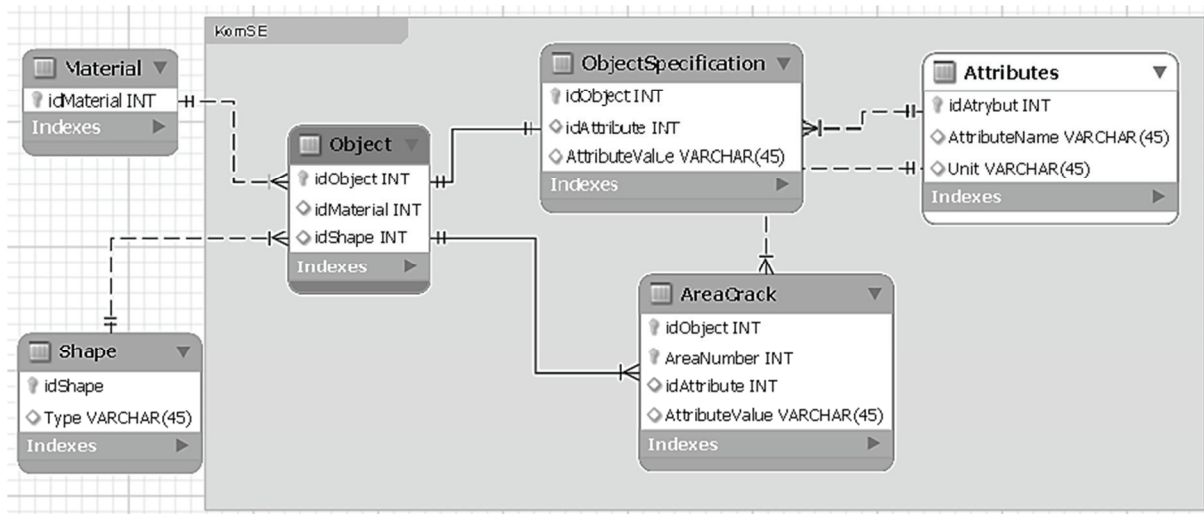 KomSE
Material
idMaterial INT
Indexes
Object
idObject INT
idMaterial INT
idShape INT
Indexes
Shape
idShape
Type VARCHAR(45)
Indexes
ObjectSpecification
idObject INT
idAttribute INT
AttributeValue VARCHAR(45)
Indexes
Attributes
idAtrybut INT
AttributeName VARCHAR(45)
Unit VARCHAR(45)
Indexes
AreaCrack
idObject INT
AreaNumber INT
idAttribute INT
AttributeValue VARCHAR(45)
Indexes